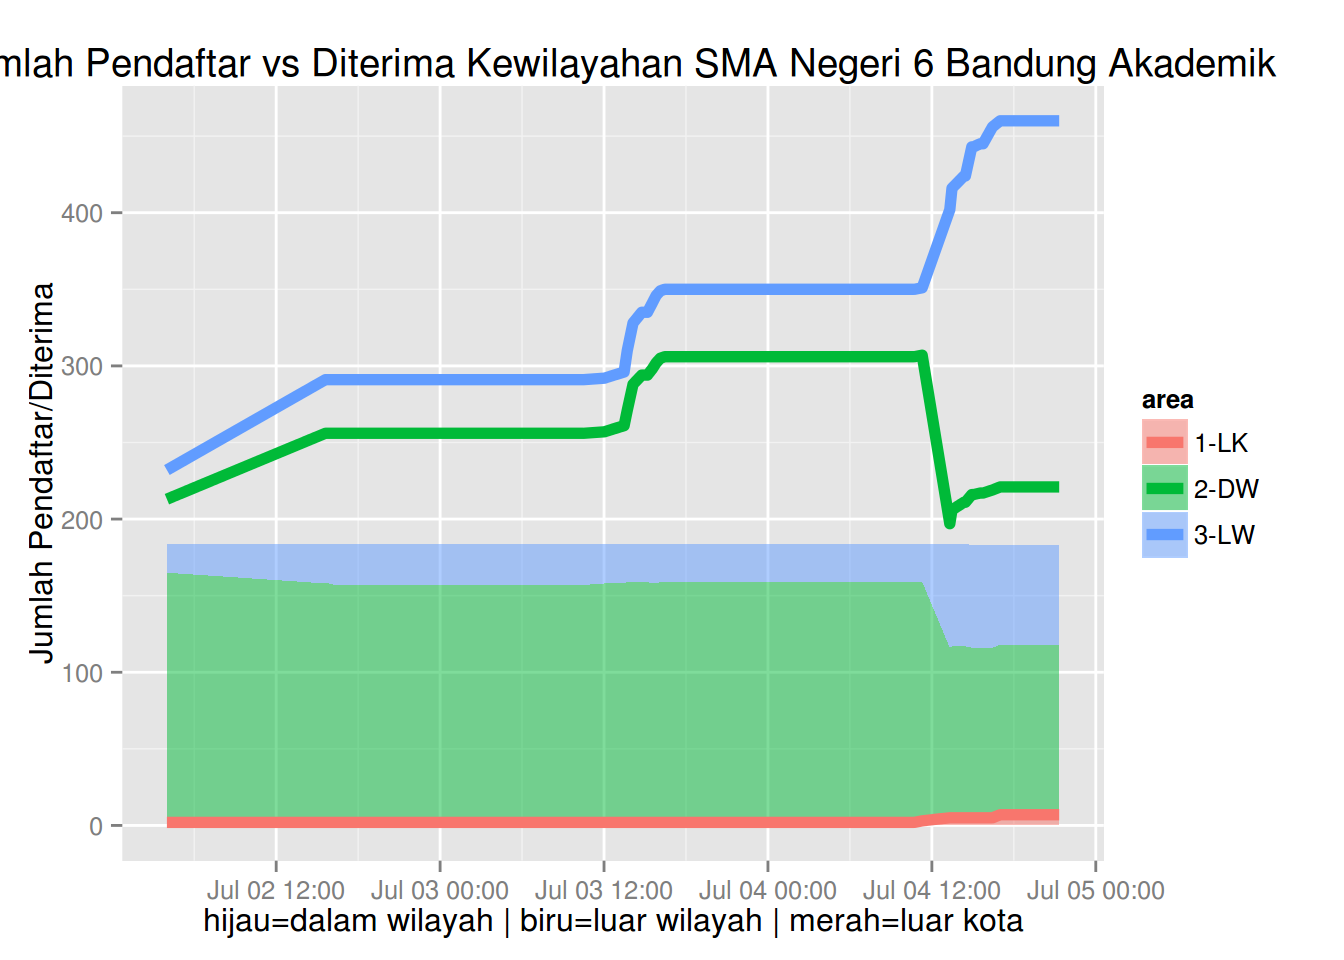 mlah Pendaftar vs Diterima Kewilayahan SMA Negeri 6 Bandung Akademik
Jumlah Pendaftar/Diterima
400
300
200
100
0
Jul 02 12:00 Jul 03 00:00 Jul 03 12:00 Jul 04 00:00 Jul 04 12:00 Jul 05 00:00
hijau=dalam wilayah | biru=luar wilayah | merah=luar kota
area
1-LK
2-DW
3-LW